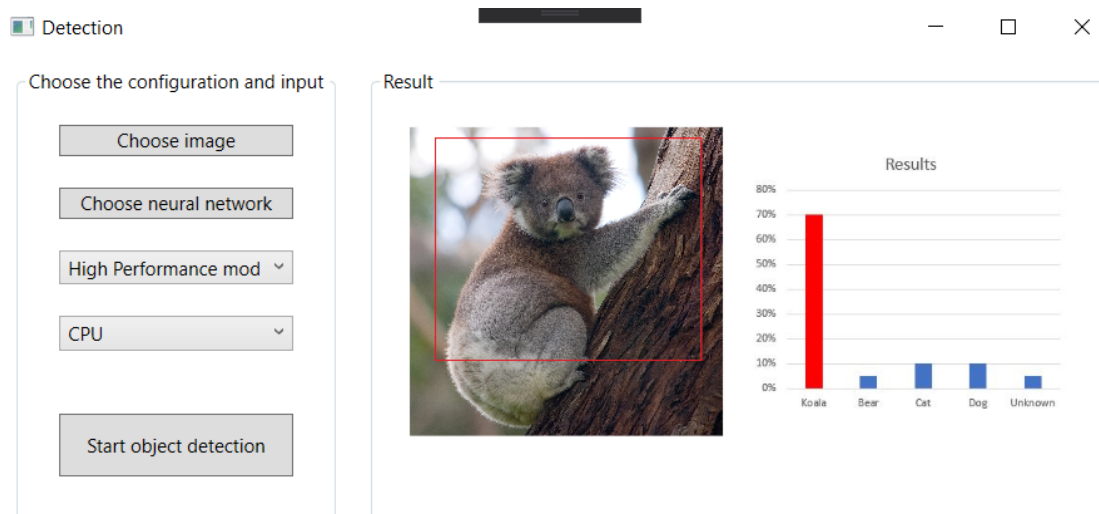 Detection
Choose the configuration and input
Choose image
Choose neural network
High Performance mod
CPU
Start object detection
Result
Results
80%
70%
60%
50%
40%
30%
20%
10%
0%
Koala Bear Cat Dog Unknown